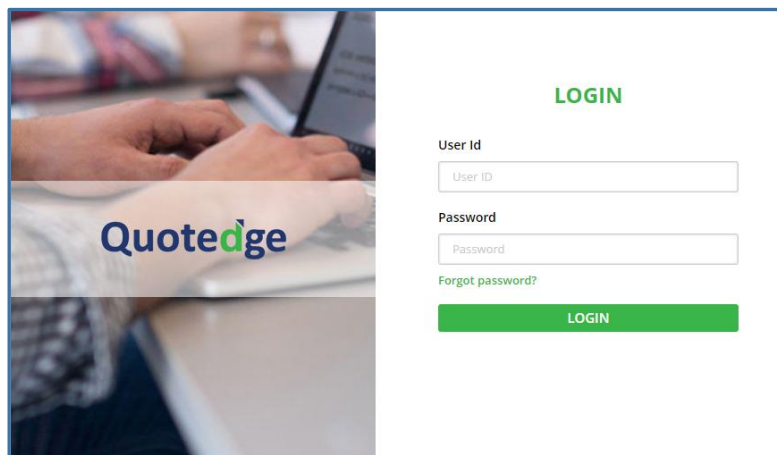 Quotedge
LOGIN
User Id
User ID
Password
Password
Forgot password?
LOGIN